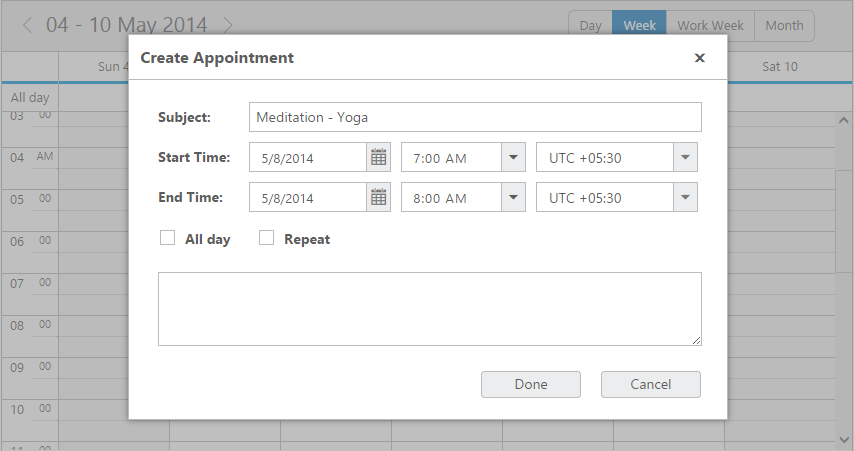 04 - 10 May 2014 Day Week Work Week Month
Sun 4 Sat 10
Create Appointment
All day
Subject: Meditation - Yoga
Start Time: 5/8/2014 7:00 AM UTC +05:30
End Time: 5/8/2014 8:00 AM UTC +05:30
All day Repeat
Done Cancel
03 00
04 AM
05 00
06 00
07 00
08 00
09 00
10 00